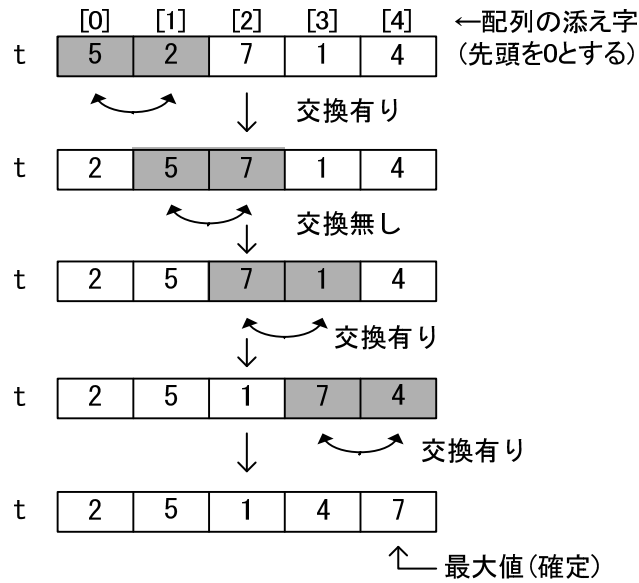 [0] [1] [2] [3] [4] ←配列の添え字
(先頭を0とする)
t 5 2 7 1 4
交換有り
t 2 5 7 1 4
交換無し
t 2 5 7 1 4
交換有り
t 2 5 1 7 4
交換有り
t 2 5 1 4 7
最大値(確定)